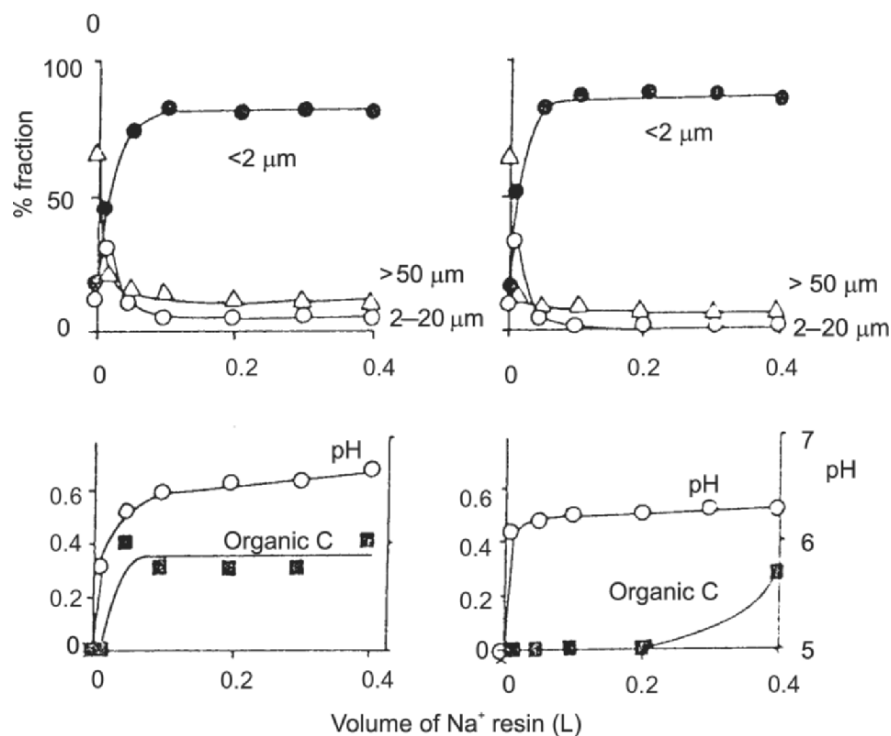 0
100
50
0
% fraction
<2 μm
>50 μm
2–20 μm
0 0.2 0.4
<2 μm
> 50 μm
2–20 μm
0 0.2 0.4
0.6
0.4
0.2
0
pH
Organic C
0 0.2 0.4
0.6
0.4
0.2
0
pH
Organic C
7
pH
6
5
0 0.2 0.4
Volume of Na⁺ resin (L)